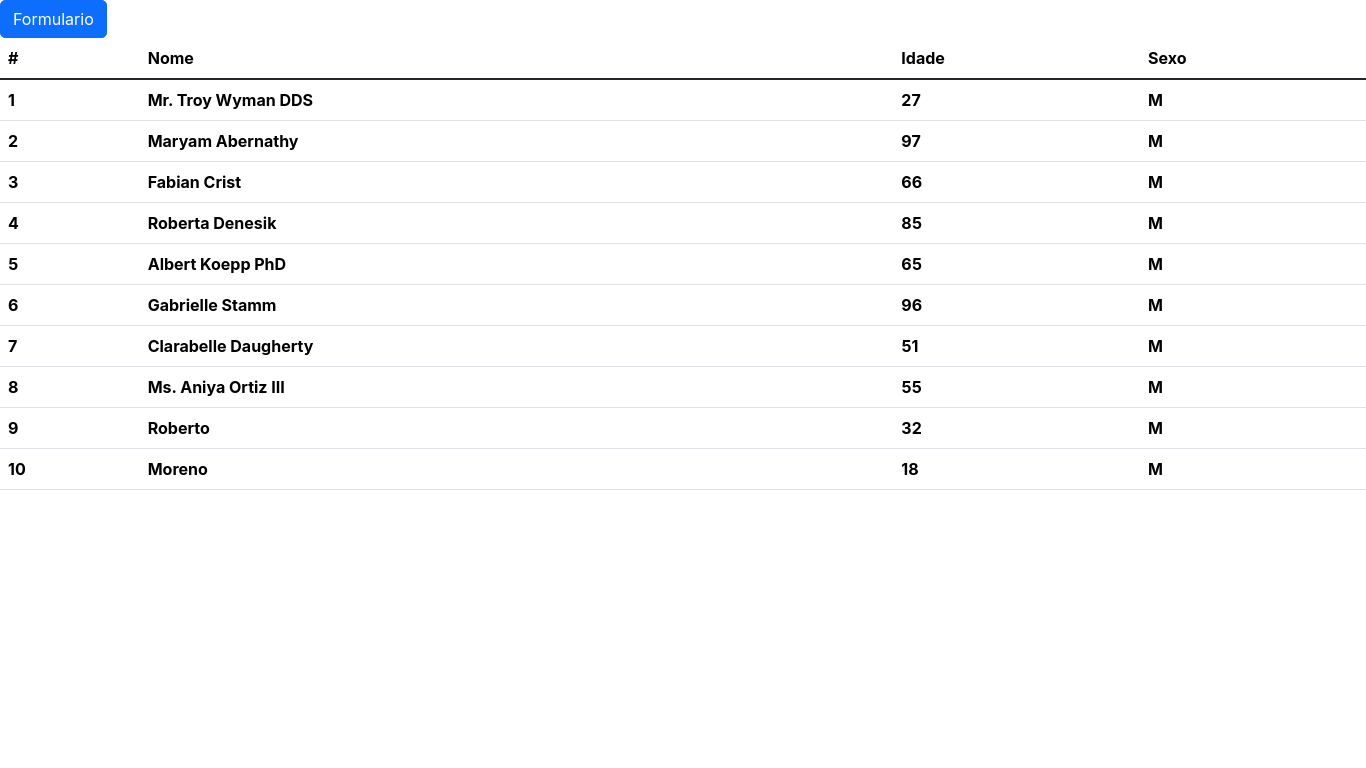 Formulario
# Nome Idade Sexo
1 Mr. Troy Wyman DDS 27 M
2 Maryam Abernathy 97 M
3 Fabian Crist 66 M
4 Roberta Denesik 85 M
5 Albert Koepp PhD 65 M
6 Gabrielle Stamm 96 M
7 Clarabelle Daugherty 51 M
8 Ms. Aniya Ortiz III 55 M
9 Roberto 32 M
10 Moreno 18 M